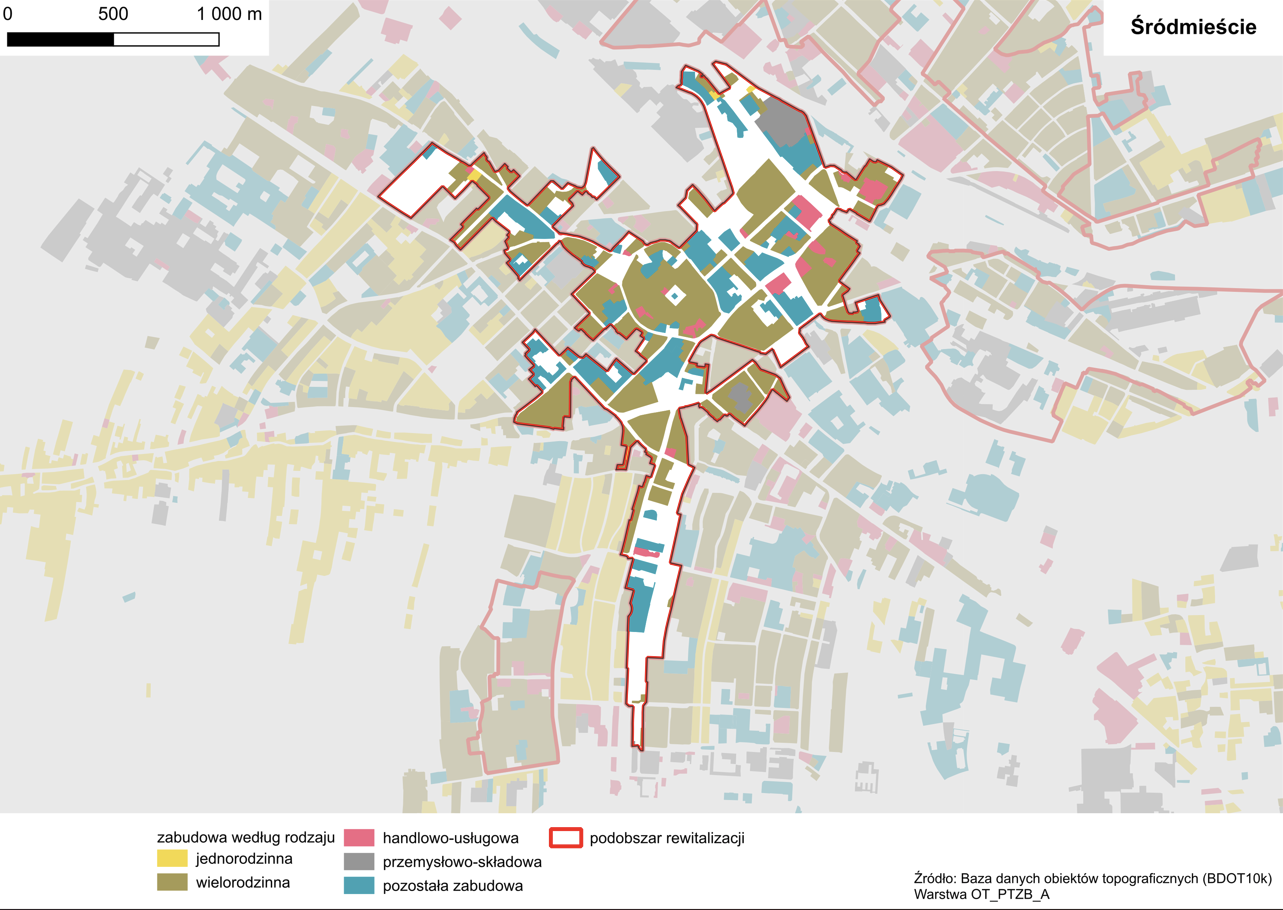 0 500 1 000 m
Śródmieście
zabudowa według rodzaju
jednorodzinna
wielorodzinna
handlowo-usługowa
przemysłowo-składowa
pozostała zabudowa
podobszar rewitalizacji
Źródło: Baza danych obiektów topograficznych (BDOT10k)
Warstwa OT_PTZB_A